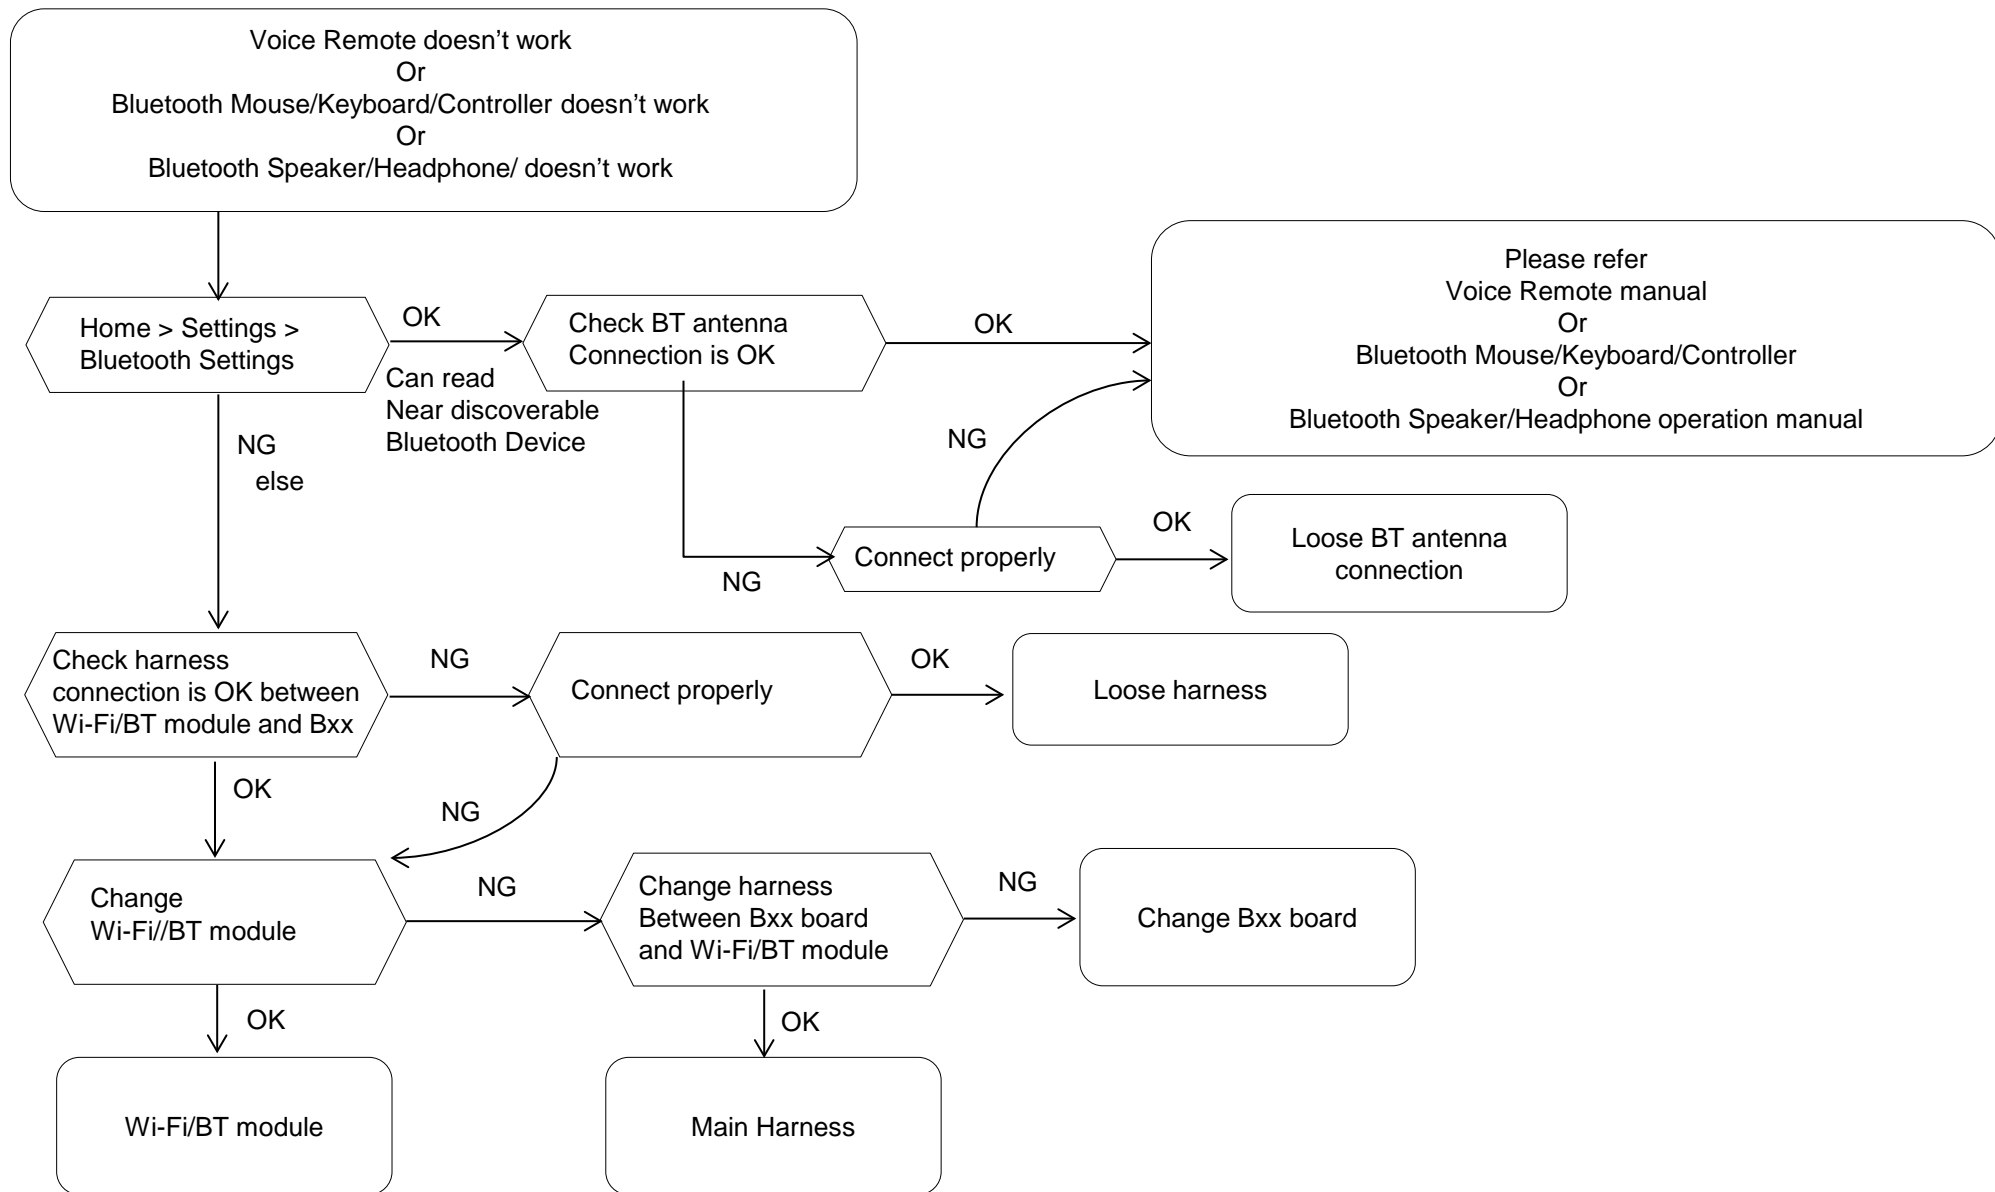 Voice Remote doesn’t work
Or
Bluetooth Mouse/Keyboard/Controller doesn’t work
Or
Bluetooth Speaker/Headphone/ doesn’t work
Please refer
Voice Remote manual
Or
Bluetooth Mouse/Keyboard/Controller
Or
Bluetooth Speaker/Headphone operation manual
Home > Settings >
Bluetooth Settings
OK
Can read
Near discoverable
Bluetooth Device
Check BT antenna
Connection is OK
OK
NG
else
NG
NG
Connect properly
OK
Loose BT antenna
connection
Check harness
connection is OK between
Wi-Fi/BT module and Bxx
NG
Connect properly
OK
Loose harness
OK
NG
Change
Wi-Fi//BT module
NG
Change harness
Between Bxx board
and Wi-Fi/BT module
NG
Change Bxx board
OK
OK
Wi-Fi/BT module
Main Harness